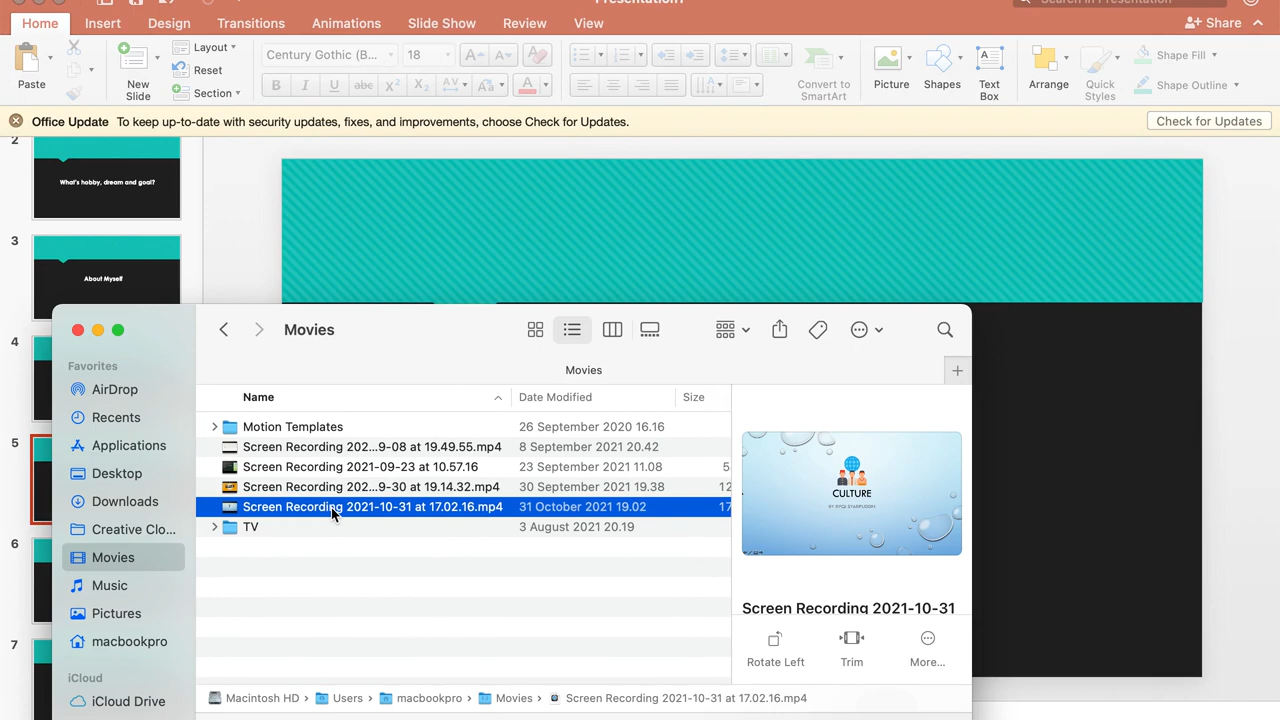 Home Insert Design Transitions Animations Slide Show Review View Share
Paste
New
Slide
Layout
Reset
Section
Century Gothic (B...
18
Convert to
SmartArt
Picture
Shapes
Text
Box
Arrange
Quick
Styles
Shape Fill
Shape Outline
Office Update To keep up-to-date with security updates, fixes, and improvements, choose Check for Updates.
Check for Updates
2
What's hobby, dream and goal?
3
About Myself
4
5
6
7
Movies
Movies
Favorites
AirDrop
Recents
Applications
Desktop
Downloads
Creative Clo...
Movies
Music
Pictures
macbookpro
iCloud
iCloud Drive
Name Date Modified Size
Motion Templates 26 September 2020 16.16
Screen Recording 202...9-08 at 19.49.55.mp4 8 September 2021 20.42
Screen Recording 2021-09-23 at 10.57.16 23 September 2021 11.08 5
Screen Recording 202...9-30 at 19.14.32.mp4 30 September 2021 19.38 12
Screen Recording 2021-10-31 at 17.02.16.mp4 31 October 2021 19.02 17
TV 3 August 2021 20.19
CULTURE
Screen Recording 2021-10-31
Rotate Left Trim More...
Macintosh HD › Users › macbookpro › Movies › Screen Recording 2021-10-31 at 17.02.16.mp4